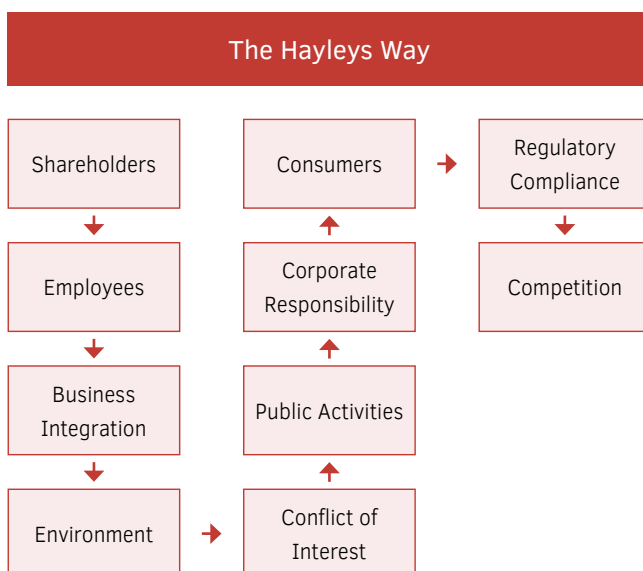 The Hayleys Way
Shareholders
Employees
Business
Integration
Environment
Conflict of
Interest
Public Activities
Corporate
Responsibility
Consumers
Regulatory
Compliance
Competition